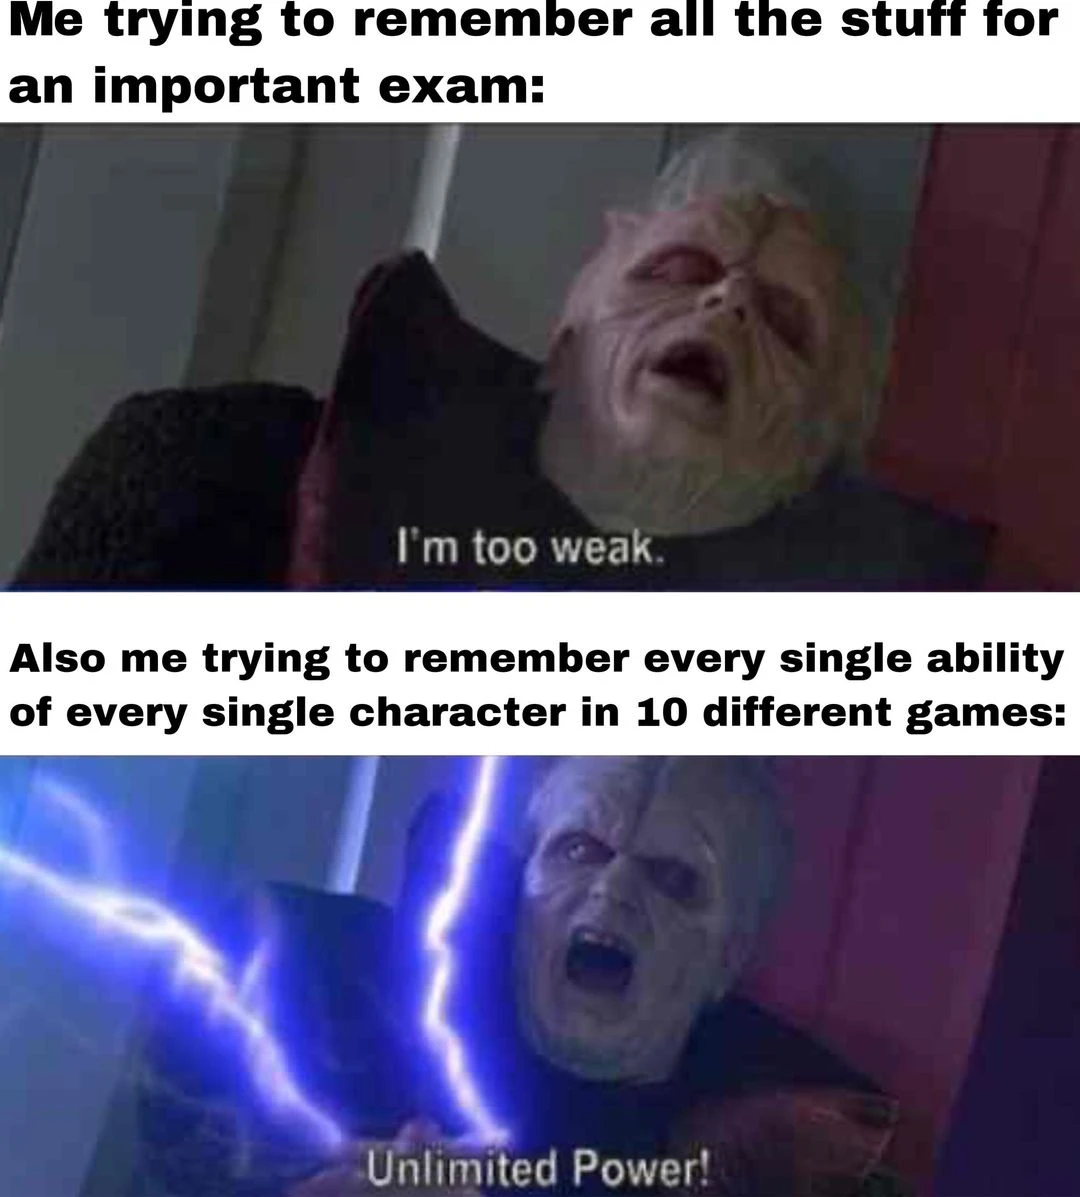 Me trying to remember all the stuff for
an important exam:
I'm too weak.
Also me trying to remember every single ability
of every single character in 10 different games:
Unlimited Power!